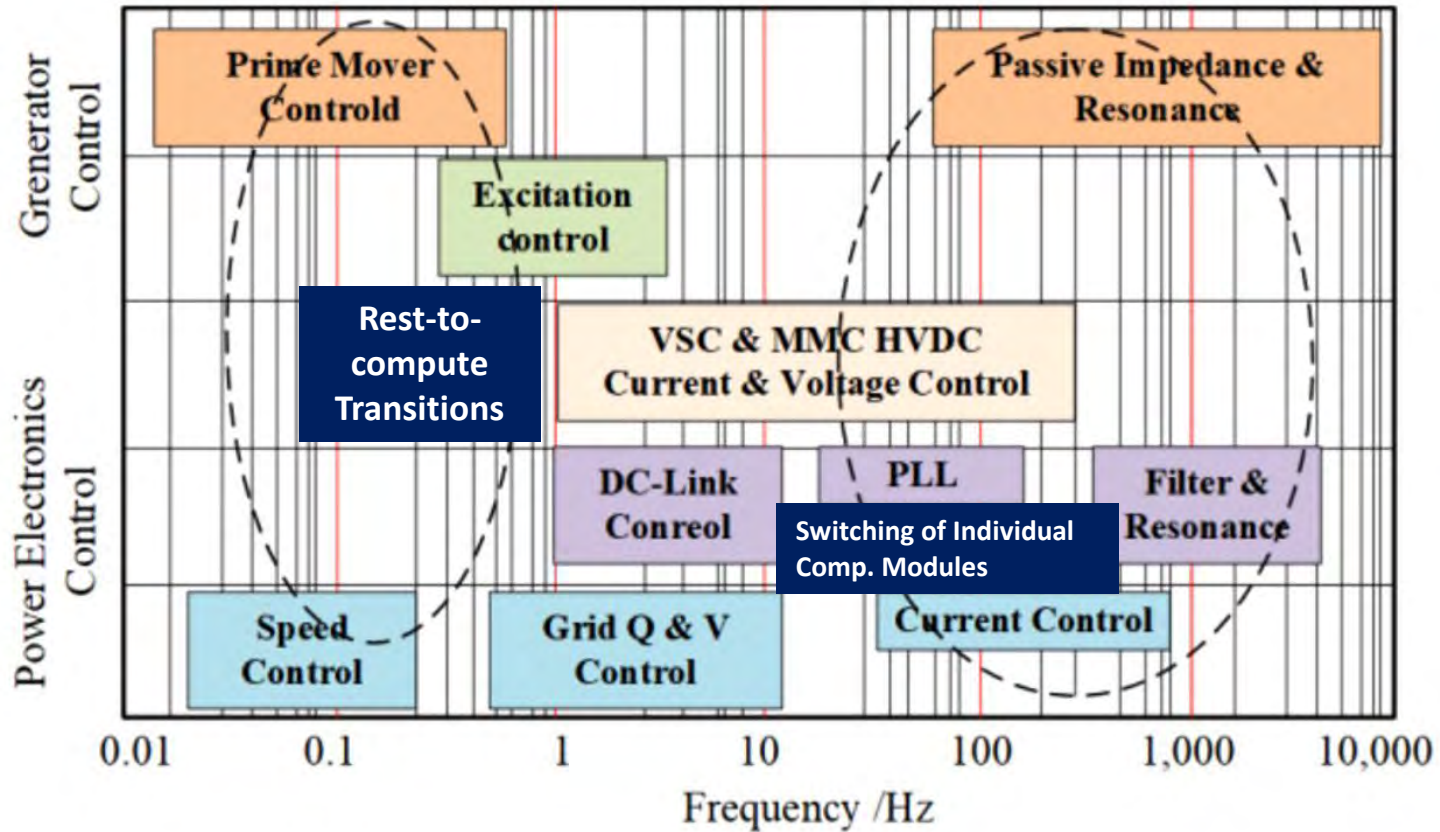 Grenerator
Control
Power Electronics
Control
Prime Mover
Controld
Passive Impedance &
Resonance
Excitation
control
Rest-to-
compute
Transitions
VSC & MMC HVDC
Current & Voltage Control
DC-Link
Conreol
PLL
Filter &
Resonance
Switching of Individual
Comp. Modules
Speed
Control
Grid Q & V
Control
Current Control
0.01 0.1 1 10 100 1,000 10,000
Frequency /Hz